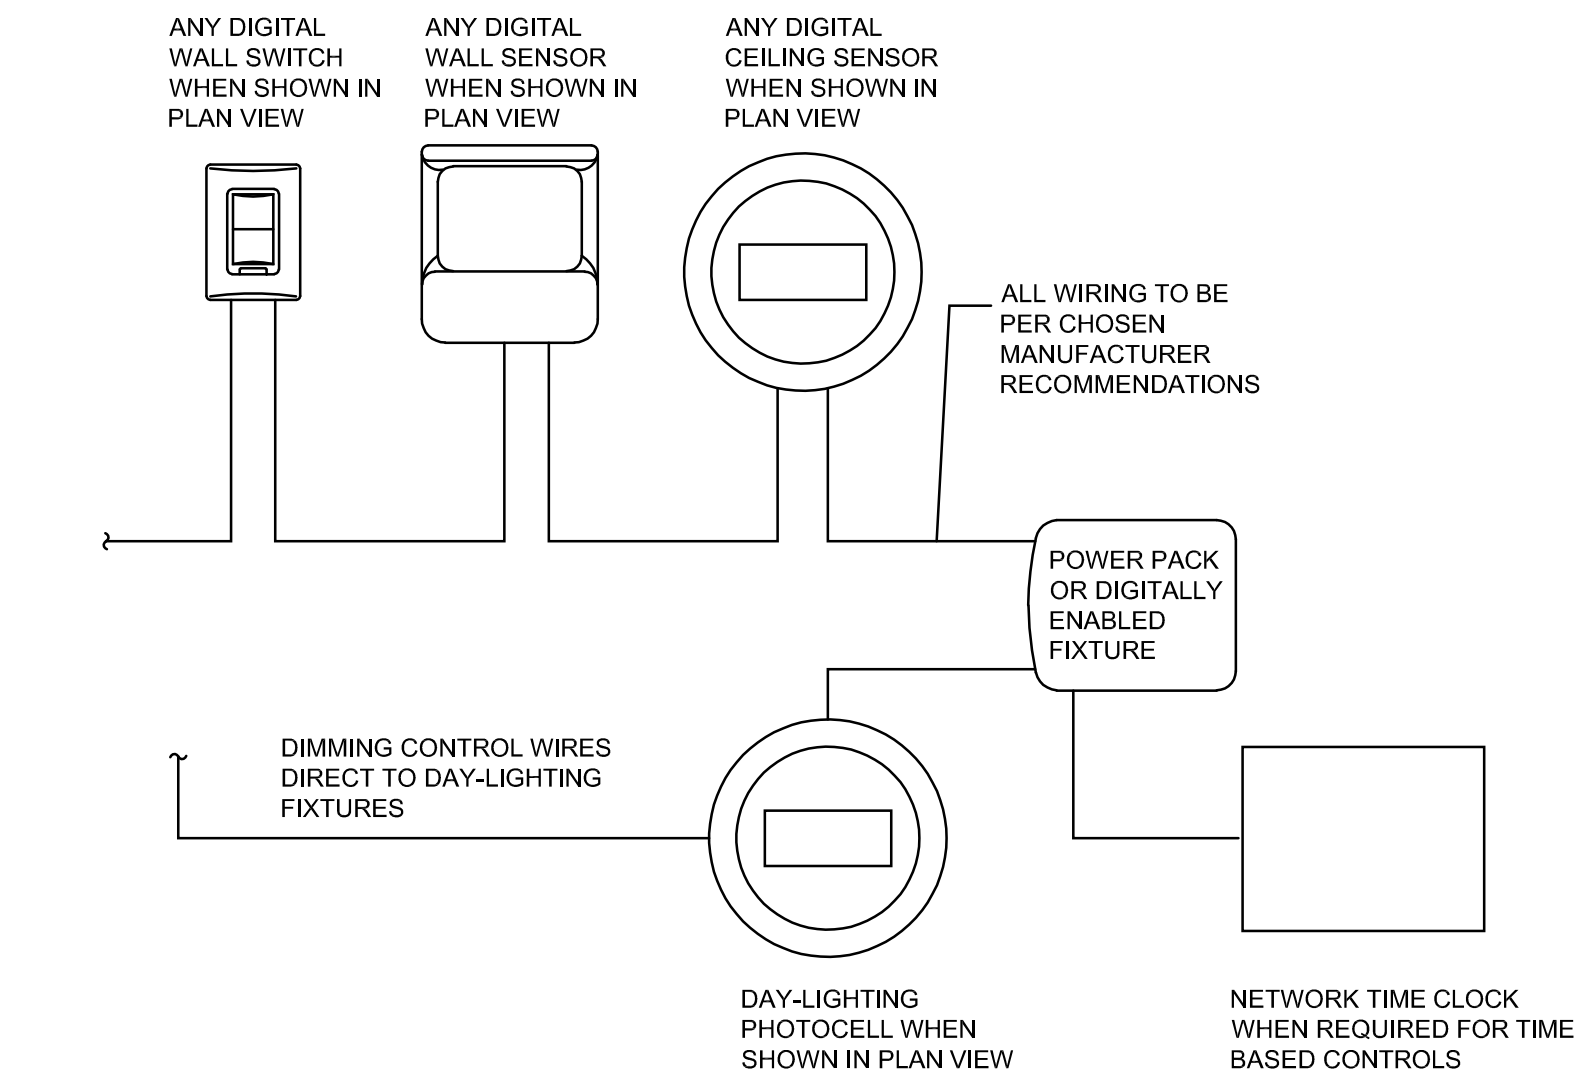 ANY DIGITAL
WALL SWITCH
WHEN SHOWN IN
PLAN VIEW
ANY DIGITAL
WALL SENSOR
WHEN SHOWN IN
PLAN VIEW
ANY DIGITAL
CEILING SENSOR
WHEN SHOWN IN
PLAN VIEW
ALL WIRING TO BE
PER CHOSEN
MANUFACTURER
RECOMMENDATIONS
POWER PACK
OR DIGITALLY
ENABLED
FIXTURE
DIMMING CONTROL WIRES
DIRECT TO DAY-LIGHTING
FIXTURES
DAY-LIGHTING
PHOTOCELL WHEN
SHOWN IN PLAN VIEW
NETWORK TIME CLOCK
WHEN REQUIRED FOR TIME
BASED CONTROLS